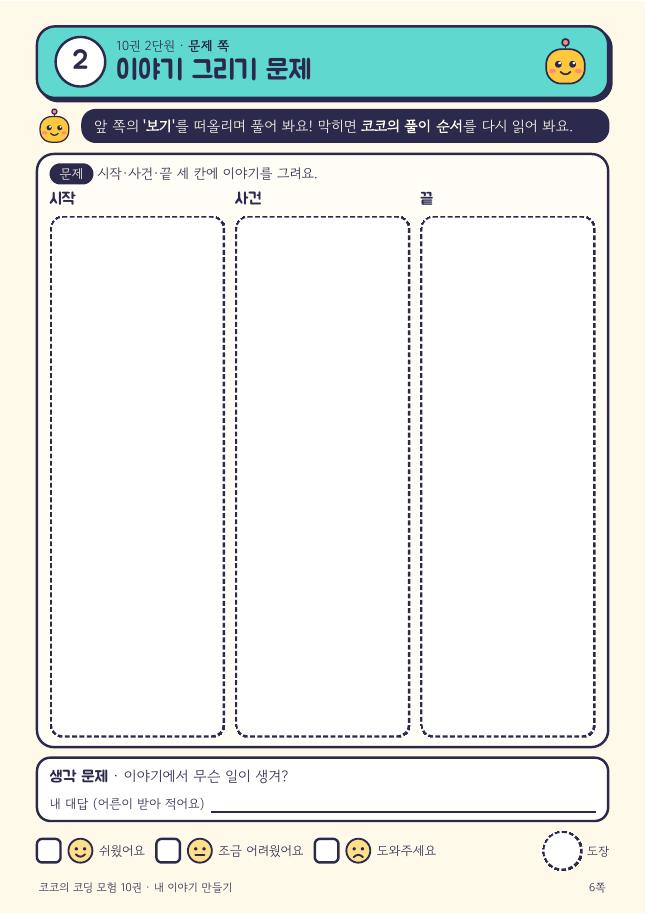 2
10권 2단원 · 문제 쪽
이야기 그리기 문제
앞 쪽의 '보기'를 떠올리며 풀어 봐요! 막히면 코코의 풀이 순서를 다시 읽어 봐요.
문제 시작·사건·끝 세 칸에 이야기를 그려요.
시작 사건 끝
생각 문제 · 이야기에서 무슨 일이 생겨?
내 대답 (어른이 받아 적어요)
쉬웠어요 조금 어려웠어요 도와주세요 도장
코코의 코딩 모험 10권 · 내 이야기 만들기 6쪽